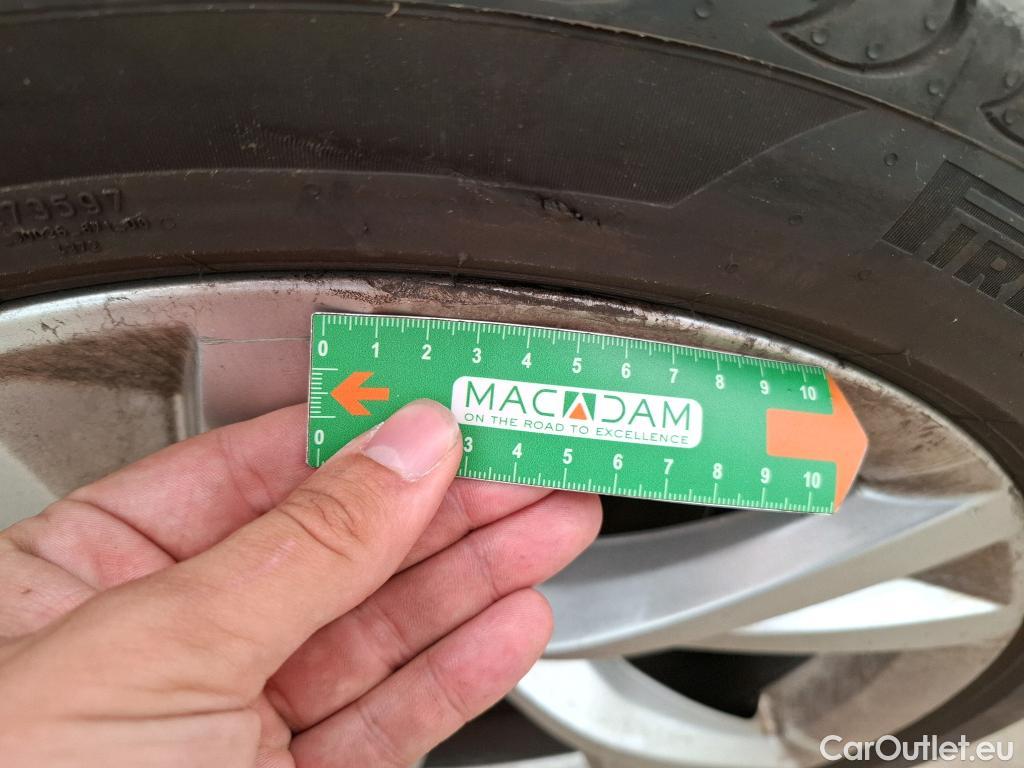 73597
0 1 2 3 4 5 6 7 8 9 10
MACADAM
ON THE ROAD TO EXCELLENCE
0 3 4 5 6 7 8 9 10
CarOutlet.eu